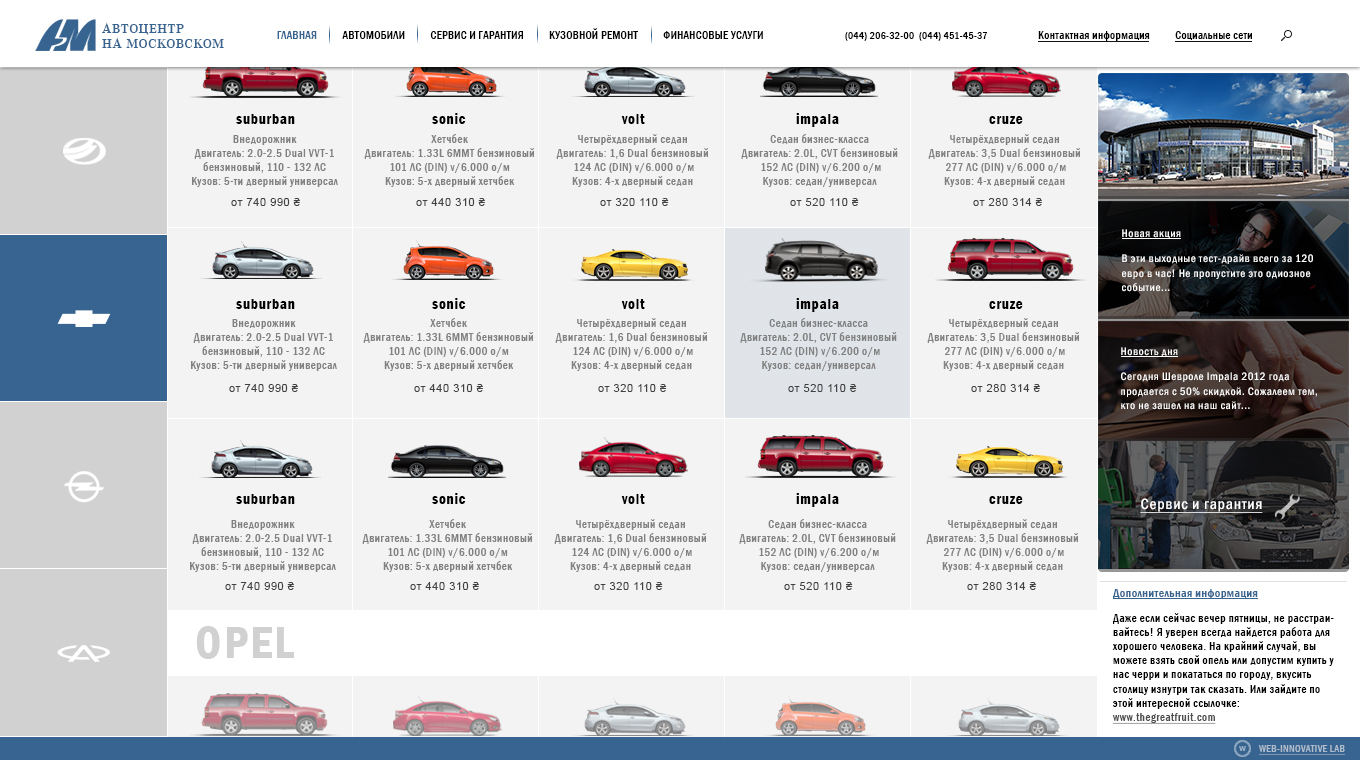 АВТОЦЕНТР
НА МОСКОВСКОМ
ГЛАВНАЯ
АВТОМОБИЛИ
СЕРВИС И ГАРАНТИЯ
КУЗОВНОЙ РЕМОНТ
ФИНАНСОВЫЕ УСЛУГИ
(044) 206-32-00 (044) 451-45-37
Контактная информация
Социальные сети
suburban
Внедорожник
Двигатель: 2.0-2.5 Dual VVT-1
бензиновый, 110 - 132 ЛС
Кузов: 5-ти дверный универсал
от 740 990 ₴
sonic
Хетчбек
Двигатель: 1.33L 6ММТ бензиновый
101 ЛС (DIN) v/6.000 о/м
Кузов: 5-х дверный хетчбек
от 440 310 ₴
volt
Четырёхдверный седан
Двигатель: 1,6 Dual бензиновый
124 ЛС (DIN) v/6.000 о/м
Кузов: 4-х дверный седан
от 320 110 ₴
impala
Седан бизнес-класса
Двигатель: 2.0L, CVT бензиновый
152 ЛС (DIN) v/6.200 о/м
Кузов: седан/универсал
от 520 110 ₴
cruze
Четырёхдверный седан
Двигатель: 3,5 Dual бензиновый
277 ЛС (DIN) v/6.000 о/м
Кузов: 4-х дверный седан
от 280 314 ₴
suburban
Внедорожник
Двигатель: 2.0-2.5 Dual VVT-1
бензиновый, 110 - 132 ЛС
Кузов: 5-ти дверный универсал
от 740 990 ₴
sonic
Хетчбек
Двигатель: 1.33L 6ММТ бензиновый
101 ЛС (DIN) v/6.000 о/м
Кузов: 5-х дверный хетчбек
от 440 310 ₴
volt
Четырёхдверный седан
Двигатель: 1,6 Dual бензиновый
124 ЛС (DIN) v/6.000 о/м
Кузов: 4-х дверный седан
от 320 110 ₴
impala
Седан бизнес-класса
Двигатель: 2.0L, CVT бензиновый
152 ЛС (DIN) v/6.200 о/м
Кузов: седан/универсал
от 520 110 ₴
cruze
Четырёхдверный седан
Двигатель: 3,5 Dual бензиновый
277 ЛС (DIN) v/6.000 о/м
Кузов: 4-х дверный седан
от 280 314 ₴
suburban
Внедорожник
Двигатель: 2.0-2.5 Dual VVT-1
бензиновый, 110 - 132 ЛС
Кузов: 5-ти дверный универсал
от 740 990 ₴
sonic
Хетчбек
Двигатель: 1.33L 6ММТ бензиновый
101 ЛС (DIN) v/6.000 о/м
Кузов: 5-х дверный хетчбек
от 440 310 ₴
volt
Четырёхдверный седан
Двигатель: 1,6 Dual бензиновый
124 ЛС (DIN) v/6.000 о/м
Кузов: 4-х дверный седан
от 320 110 ₴
impala
Седан бизнес-класса
Двигатель: 2.0L, CVT бензиновый
152 ЛС (DIN) v/6.200 о/м
Кузов: седан/универсал
от 520 110 ₴
cruze
Четырёхдверный седан
Двигатель: 3,5 Dual бензиновый
277 ЛС (DIN) v/6.000 о/м
Кузов: 4-х дверный седан
от 280 314 ₴
OPEL
Новая акция
В эти выходные тест-драйв всего за 120
евро в час! Не пропустите это одиозное
событие...
Новость дня
Сегодня Шевроле Impala 2012 года
продается с 50% скидкой. Сожалеем тем,
кто не зашел на наш сайт...
Сервис и гарантия
Дополнительная информация
Даже если сейчас вечер пятницы, не расстраи-
вайтесь! Я уверен всегда найдется работа для
хорошего человека. На крайний случай, вы
можете взять свой опель или допустим купить у
нас черри и покататься по городу, вкусить
столицу изнутри так сказать. Или зайдите по
этой интересной ссылочке:
www.thegreatfruit.com
W WEB-INNOVATIVE LAB